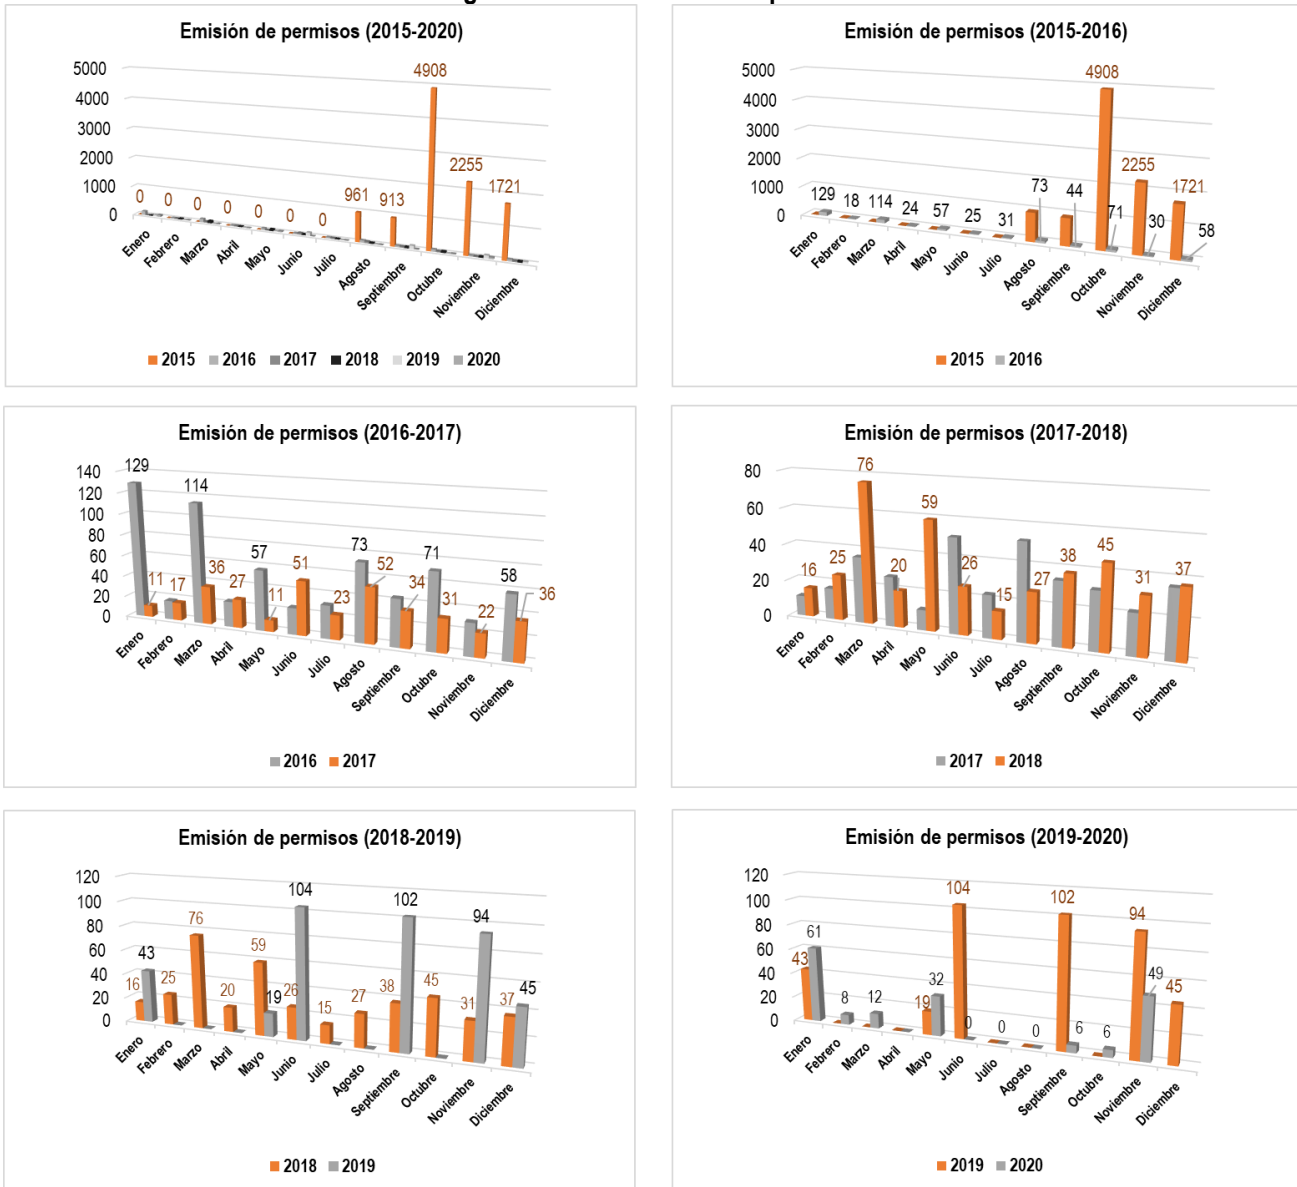 Emisión de permisos (2015-2020)
5000
4000
3000
2000
1000
0
0 0 0 0 0 0 0 961 913 4908 2255 1721
Enero Febrero Marzo Abril Mayo Junio Julio Agosto Septiembre Octubre Noviembre Diciembre
2015 2016 2017 2018 2019 2020
Emisión de permisos (2015-2016)
5000
4000
3000
2000
1000
0
129 18 114 24 57 25 31 73 44 4908 71 2255 30 1721 58
Enero Febrero Marzo Abril Mayo Junio Julio Agosto Septiembre Octubre Noviembre Diciembre
2015 2016
Emisión de permisos (2016-2017)
140
120
100
80
60
40
20
0
129 11 17 114 36 27 57 11 51 23 73 52 34 71 31 22 58 36
Enero Febrero Marzo Abril Mayo Junio Julio Agosto Septiembre Octubre Noviembre Diciembre
2016 2017
Emisión de permisos (2017-2018)
80
60
40
20
0
16 25 76 20 59 26 15 27 38 45 31 37
Enero Febrero Marzo Abril Mayo Junio Julio Agosto Septiembre Octubre Noviembre Diciembre
2017 2018
Emisión de permisos (2018-2019)
120
100
80
60
40
20
0
16 43 25 76 20 59 19 26 104 15 27 38 102 45 31 94 37 45
Enero Febrero Marzo Abril Mayo Junio Julio Agosto Septiembre Octubre Noviembre Diciembre
2018 2019
Emisión de permisos (2019-2020)
120
100
80
60
40
20
0
43 61 8 12 19 32 104 0 0 0 102 6 6 94 49 45
Enero Febrero Marzo Abril Mayo Junio Julio Agosto Septiembre Octubre Noviembre Diciembre
2019 2020